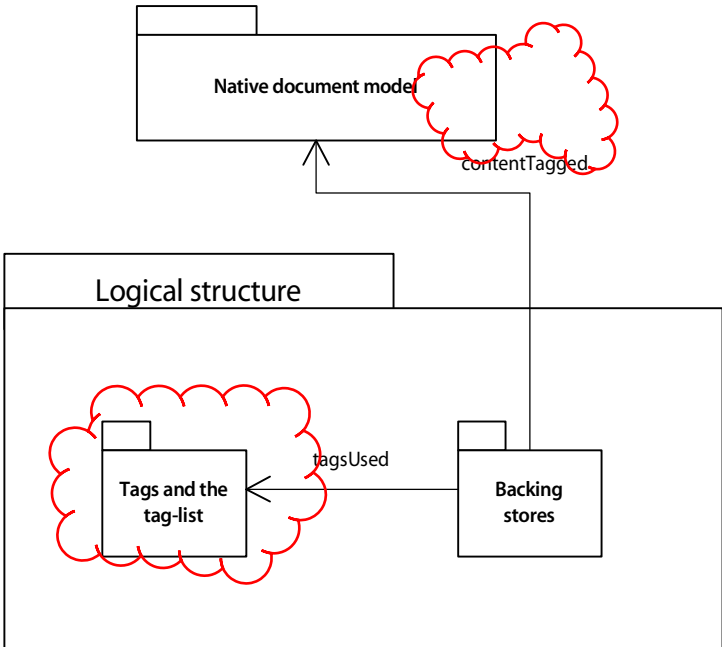 Native document model
contentTagged
Logical structure
tagsUsed
Tags and the
tag-list
Backing
stores